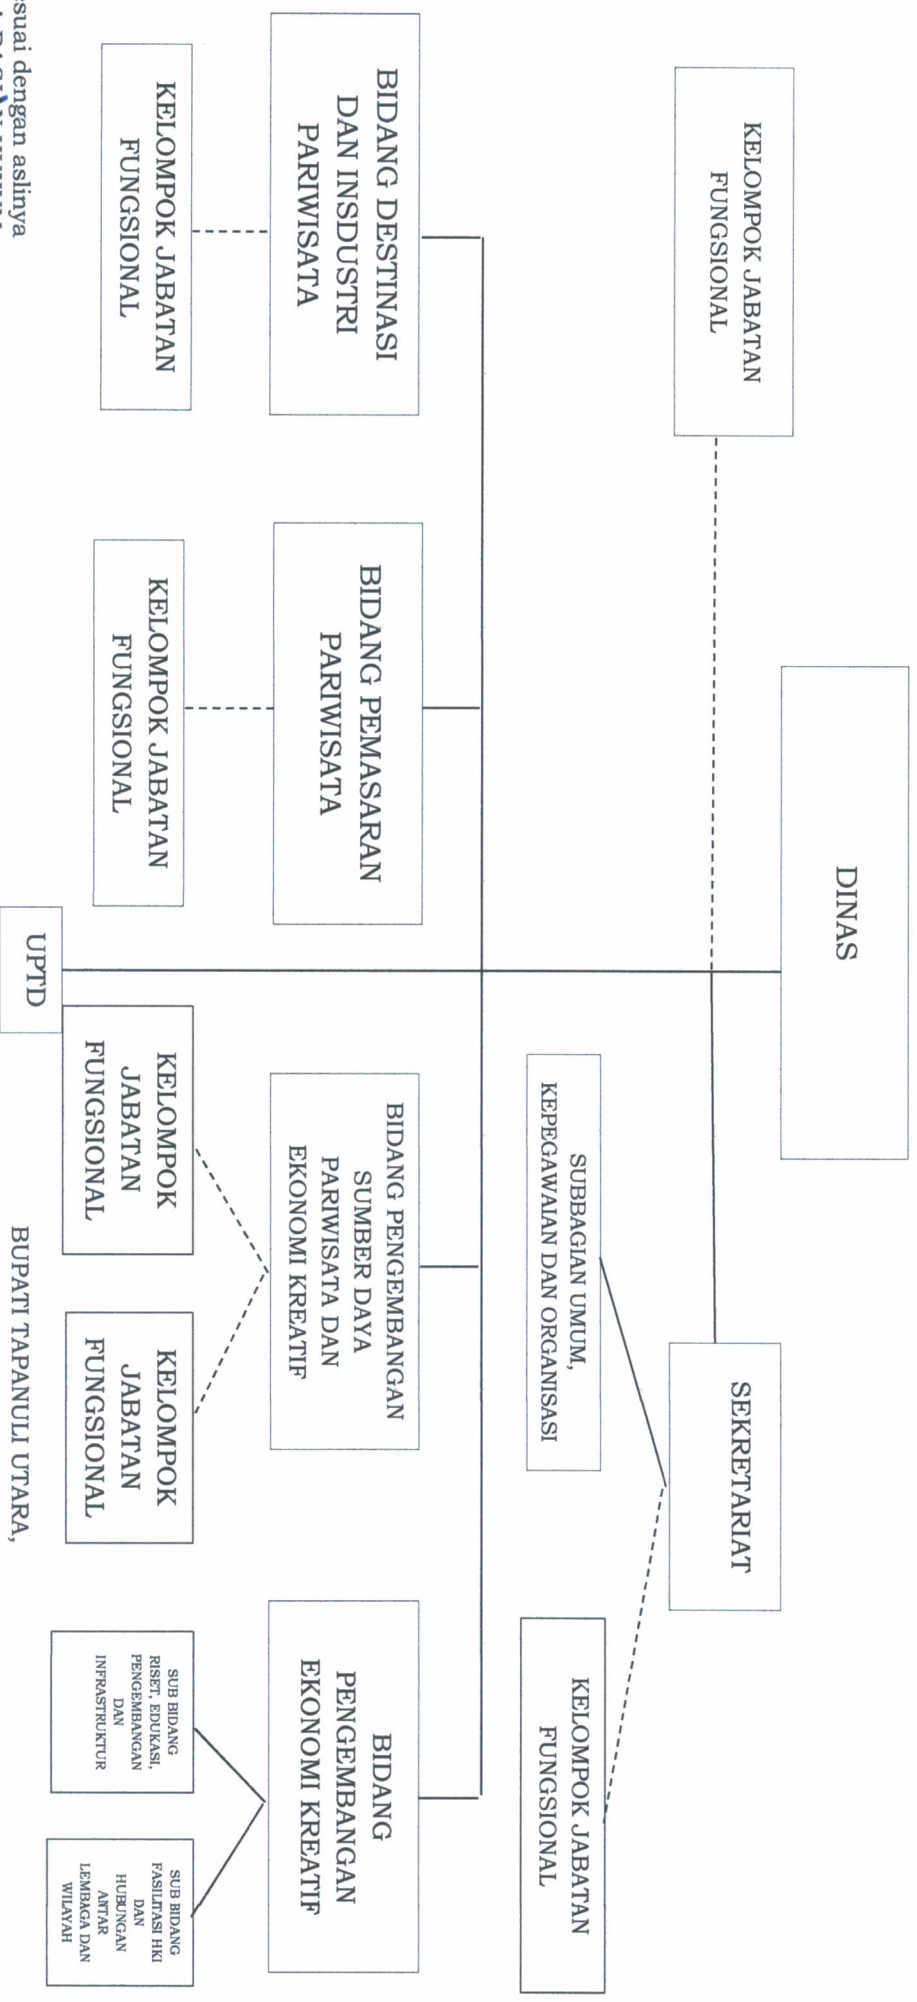 DINAS
KELOMPOK JABATAN
FUNGSIONAL
SEKRETARIAT
SUBBAGIAN UMUM,
KEPEGAWAIAN DAN ORGANISASI
KELOMPOK JABATAN
FUNGSIONAL
BIDANG DESTINASI
DAN INSDUSTRI
PARIWISATA
BIDANG PEMASARAN
PARIWISATA
BIDANG PENGEMBANGAN
SUMBER DAYA
PARIWISATA DAN
EKONOMI KREATIF
BIDANG
PENGEMBANGAN
EKONOMI KREATIF
KELOMPOK JABATAN
FUNGSIONAL
KELOMPOK JABATAN
FUNGSIONAL
KELOMPOK
JABATAN
FUNGSIONAL
KELOMPOK
JABATAN
FUNGSIONAL
SUB BIDANG
RISET, EDUKASI,
PENGEMBANGAN
DAN
INFRASTRUKTUR
SUB BIDANG
FASILITASI HKI
DAN
HUBUNGAN
ANTAR
LEMBAGA DAN
WILAYAH
UPTD
suai dengan aslinya
BUPATI TAPANULI UTARA,